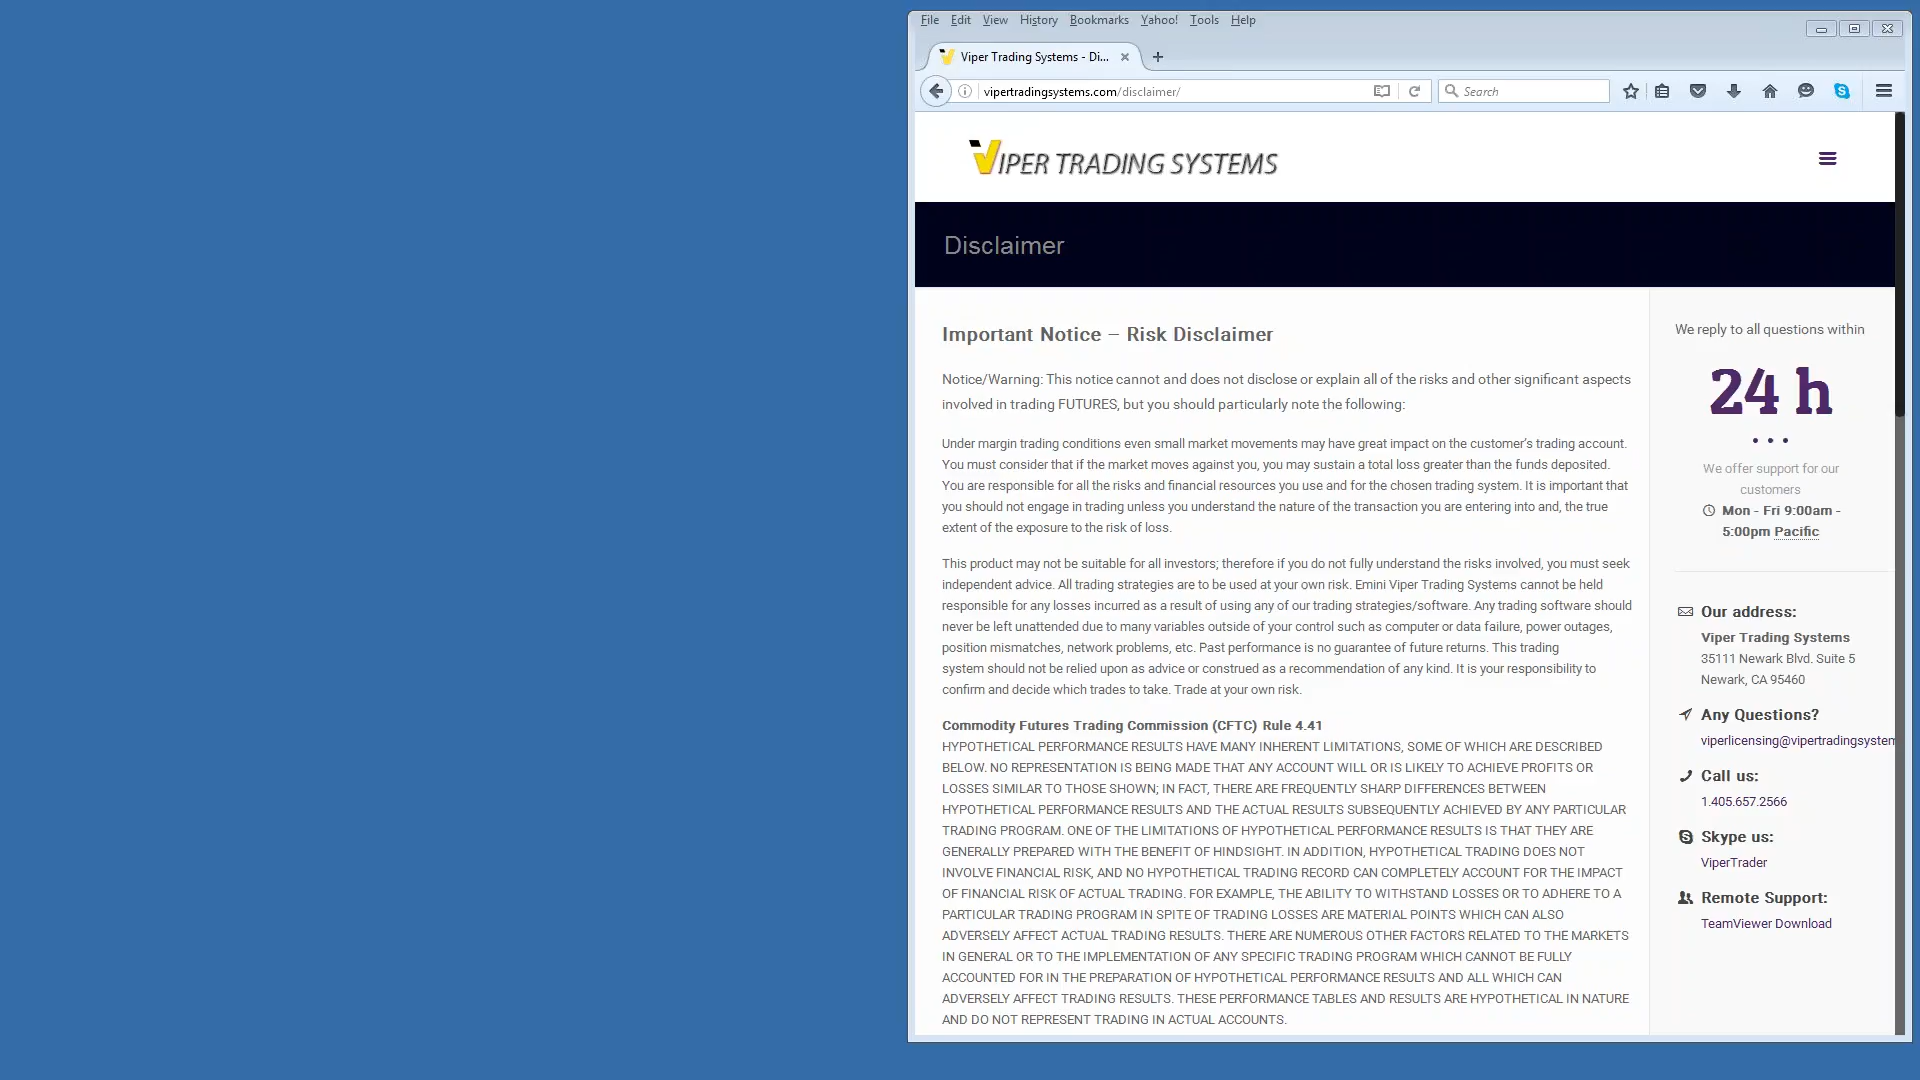 File Edit View History Bookmarks Yahoo! Tools Help
Viper Trading Systems - Di...
vipertradingsystems.com/disclaimer/
Search
VIPER TRADING SYSTEMS
Disclaimer
Important Notice – Risk Disclaimer
Notice/Warning: This notice cannot and does not disclose or explain all of the risks and other significant aspects
involved in trading FUTURES, but you should particularly note the following:
Under margin trading conditions even small market movements may have great impact on the customer's trading account.
You must consider that if the market moves against you, you may sustain a total loss greater than the funds deposited.
You are responsible for all the risks and financial resources you use and for the chosen trading system. It is important that
you should not engage in trading unless you understand the nature of the transaction you are entering into and, the true
extent of the exposure to the risk of loss.
This product may not be suitable for all investors; therefore if you do not fully understand the risks involved, you must seek
independent advice. All trading strategies are to be used at your own risk. Emini Viper Trading Systems cannot be held
responsible for any losses incurred as a result of using any of our trading strategies/software. Any trading software should
never be left unattended due to many variables outside of your control such as computer or data failure, power outages,
position mismatches, network problems, etc. Past performance is no guarantee of future returns. This trading
system should not be relied upon as advice or construed as a recommendation of any kind. It is your responsibility to
confirm and decide which trades to take. Trade at your own risk.
Commodity Futures Trading Commission (CFTC) Rule 4.41
HYPOTHETICAL PERFORMANCE RESULTS HAVE MANY INHERENT LIMITATIONS, SOME OF WHICH ARE DESCRIBED
BELOW. NO REPRESENTATION IS BEING MADE THAT ANY ACCOUNT WILL OR IS LIKELY TO ACHIEVE PROFITS OR
LOSSES SIMILAR TO THOSE SHOWN; IN FACT, THERE ARE FREQUENTLY SHARP DIFFERENCES BETWEEN
HYPOTHETICAL PERFORMANCE RESULTS AND THE ACTUAL RESULTS SUBSEQUENTLY ACHIEVED BY ANY PARTICULAR
TRADING PROGRAM. ONE OF THE LIMITATIONS OF HYPOTHETICAL PERFORMANCE RESULTS IS THAT THEY ARE
GENERALLY PREPARED WITH THE BENEFIT OF HINDSIGHT. IN ADDITION, HYPOTHETICAL TRADING DOES NOT
INVOLVE FINANCIAL RISK, AND NO HYPOTHETICAL TRADING RECORD CAN COMPLETELY ACCOUNT FOR THE IMPACT
OF FINANCIAL RISK OF ACTUAL TRADING. FOR EXAMPLE, THE ABILITY TO WITHSTAND LOSSES OR TO ADHERE TO A
PARTICULAR TRADING PROGRAM IN SPITE OF TRADING LOSSES ARE MATERIAL POINTS WHICH CAN ALSO
ADVERSELY AFFECT ACTUAL TRADING RESULTS. THERE ARE NUMEROUS OTHER FACTORS RELATED TO THE MARKETS
IN GENERAL OR TO THE IMPLEMENTATION OF ANY SPECIFIC TRADING PROGRAM WHICH CANNOT BE FULLY
ACCOUNTED FOR IN THE PREPARATION OF HYPOTHETICAL PERFORMANCE RESULTS AND ALL WHICH CAN
ADVERSELY AFFECT TRADING RESULTS. THESE PERFORMANCE TABLES AND RESULTS ARE HYPOTHETICAL IN NATURE
AND DO NOT REPRESENT TRADING IN ACTUAL ACCOUNTS.
We reply to all questions within
24 h
We offer support for our
customers
Mon - Fri 9:00am -
5:00pm Pacific
Our address:
Viper Trading Systems
35111 Newark Blvd. Suite 5
Newark, CA 95460
Any Questions?
viperlicensing@vipertradingsystem
Call us:
1.405.657.2566
Skype us:
ViperTrader
Remote Support:
TeamViewer Download